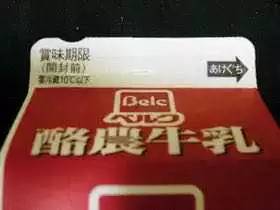 賞味期限
(開封前)
要冷蔵10℃以下
あけぐち
Belc
ベルク
酪農牛乳